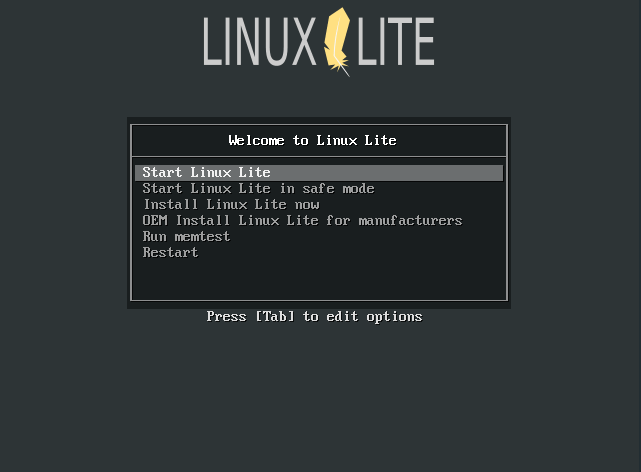 LINUX LITE
Welcome to Linux Lite
Start Linux Lite
Start Linux Lite in safe mode
Install Linux Lite now
OEM Install Linux Lite for manufacturers
Run memtest
Restart
Press [Tab] to edit options